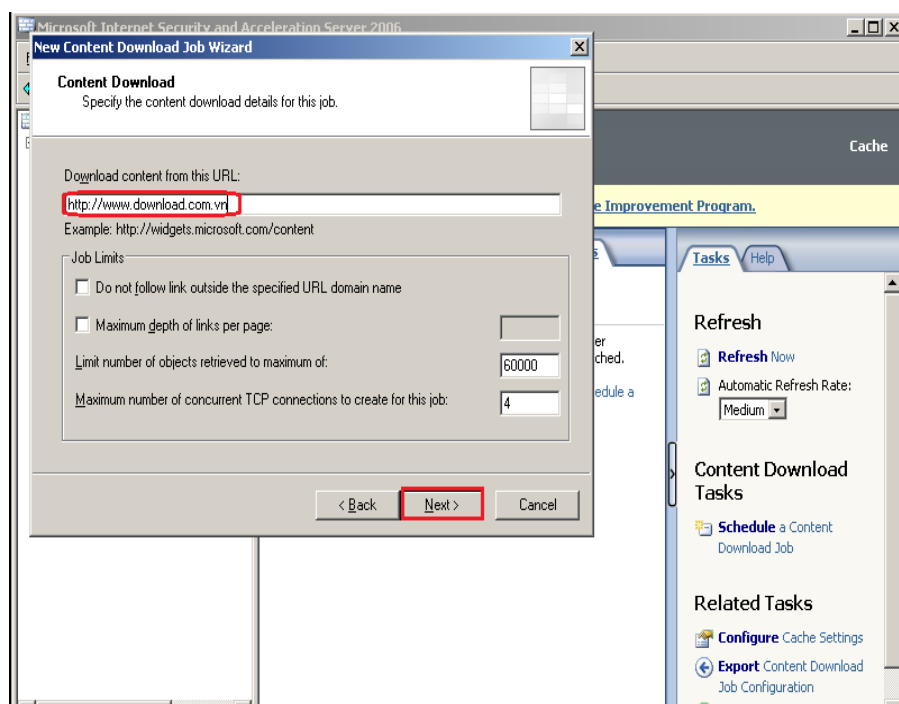 Microsoft Internet Security and Acceleration Server 2006
New Content Download Job Wizard
Content Download
Specify the content download details for this job.
Download content from this URL:
http://www.download.com.vn
Example: http://widgets.microsoft.com/content
Job Limits
Do not follow link outside the specified URL domain name
Maximum depth of links per page:
Limit number of objects retrieved to maximum of:
60000
Maximum number of concurrent TCP connections to create for this job:
4
< Back
Next >
Cancel
Cache
e Improvement Program.
er
ched.
edule a
Tasks
Help
Refresh
Refresh Now
Automatic Refresh Rate:
Medium
Content Download
Tasks
Schedule a Content
Download Job
Related Tasks
Configure Cache Settings
Export Content Download
Job Configuration